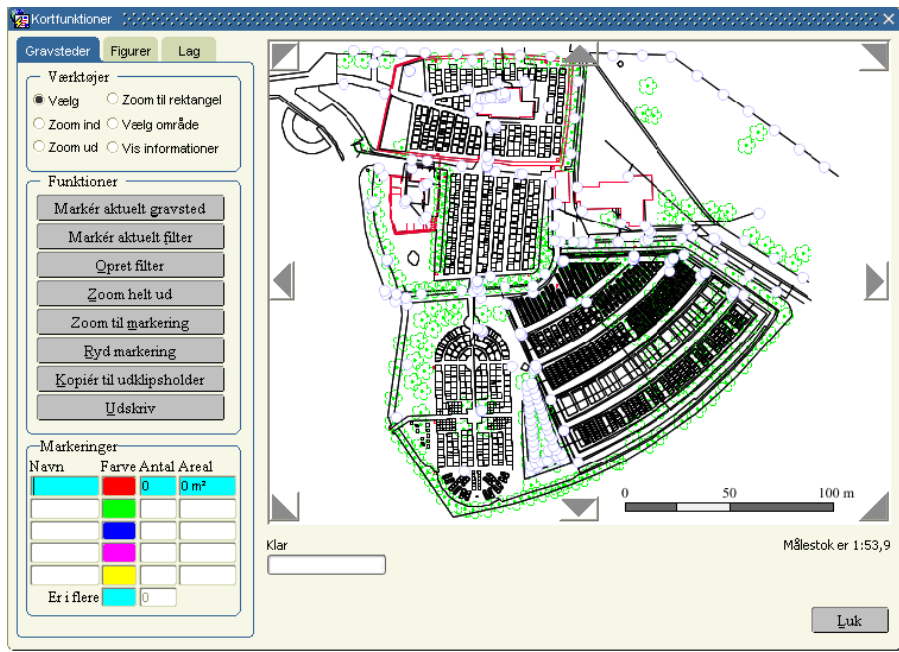 Kortfunktioner
Gravsteder Figurer Lag
Værktøjer
Vælg Zoom til rektangel
Zoom ind Vælg område
Zoom ud Vis informationer
Funktioner
Markér aktuelt gravsted
Markér aktuelt filter
Opret filter
Zoom helt ud
Zoom til markering
Ryd markering
Kopiér til udklipsholder
Udskriv
Markeringer
Navn Farve Antal Areal
0 0 m²
Er i flere 0
0 50 100 m
Klar
Målestok er 1:53,9
Luk